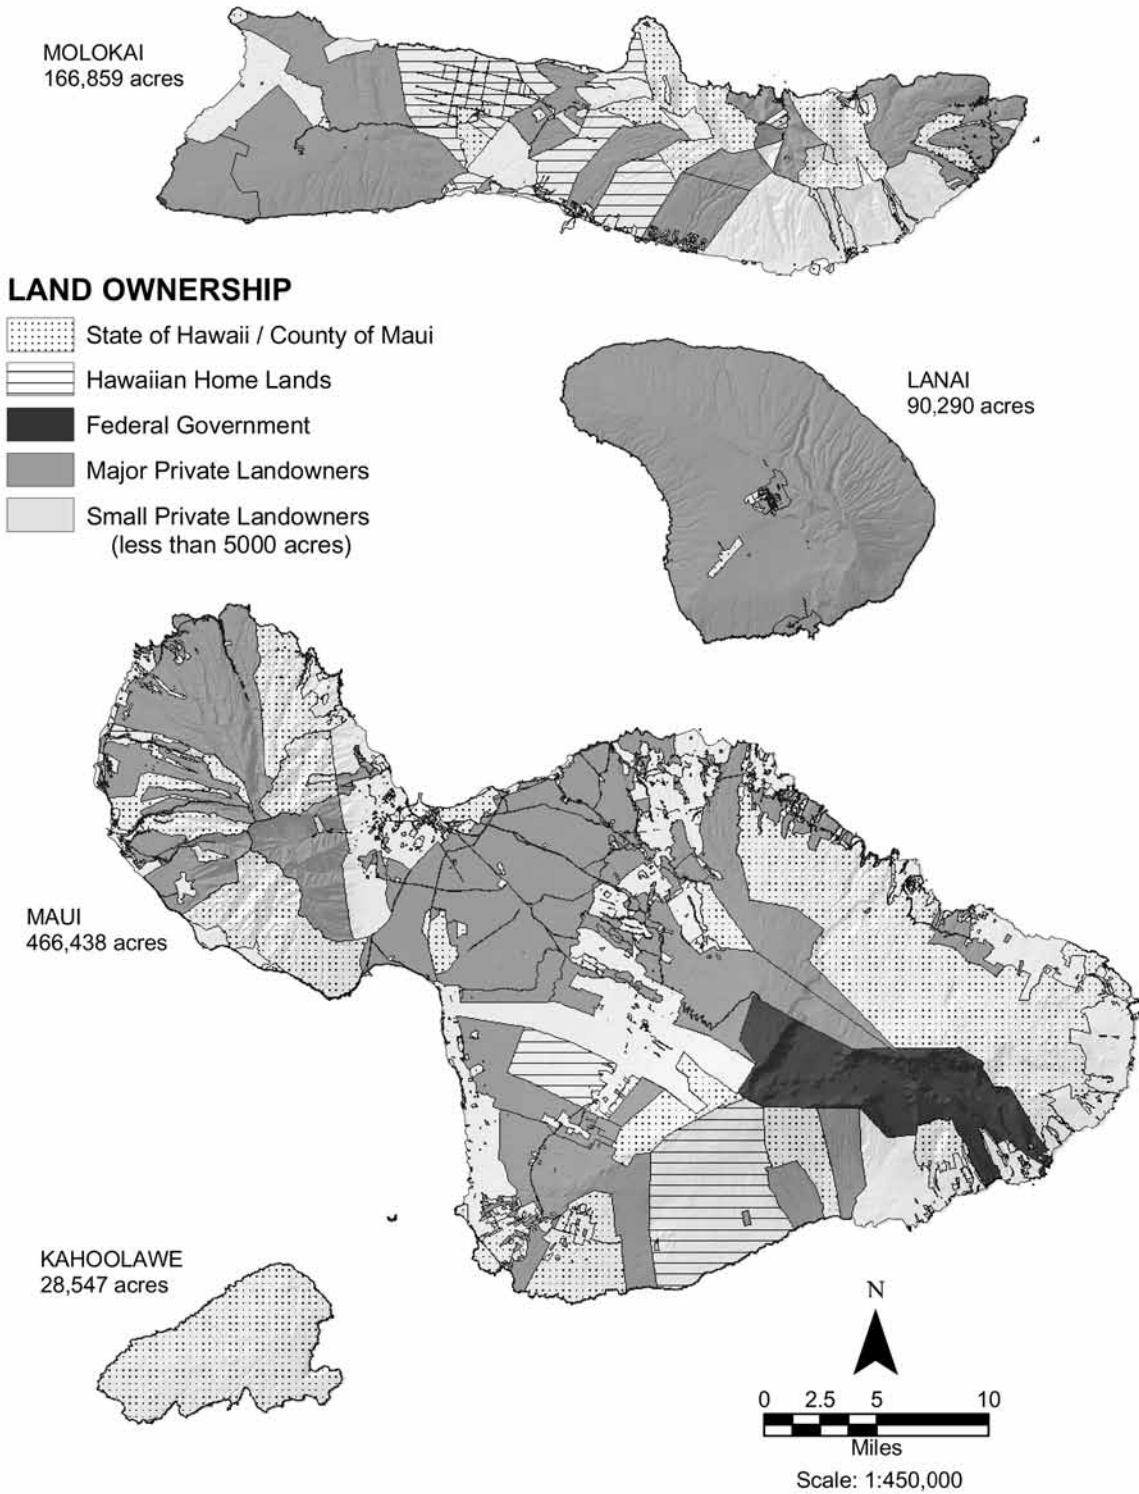 MOLOKAI
166,859 acres
LAND OWNERSHIP
State of Hawaii / County of Maui
Hawaiian Home Lands
Federal Government
Major Private Landowners
Small Private Landowners
(less than 5000 acres)
LANAI
90,290 acres
MAUI
466,438 acres
KAHOOLAWE
28,547 acres
N
0 2.5 5 10
Miles
Scale: 1:450,000